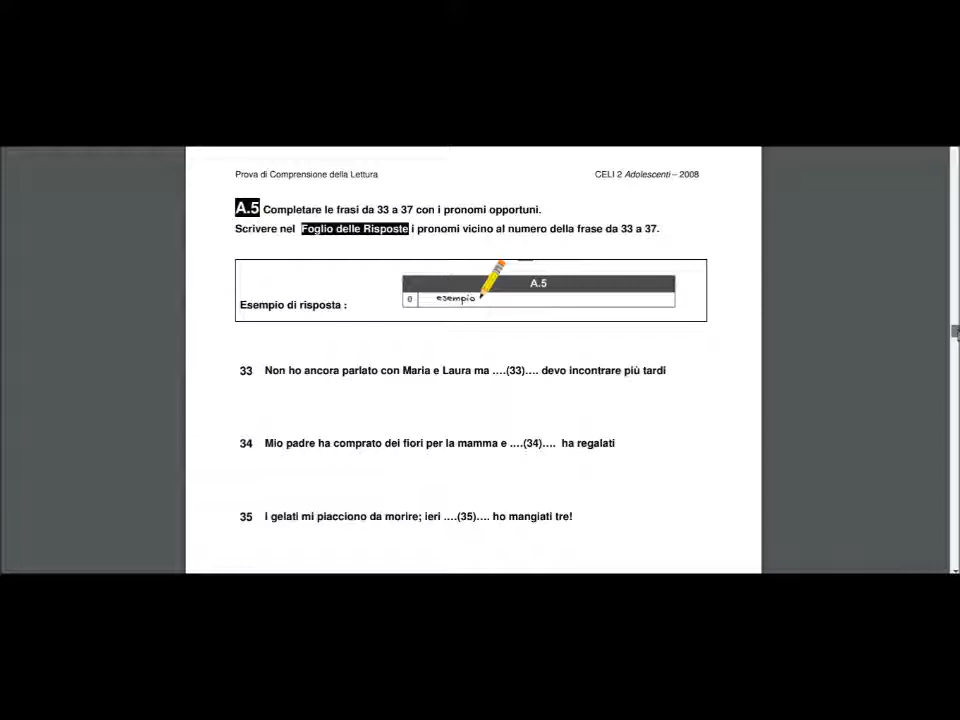 Prova di Comprensione della Lettura CELI 2 Adolescenti – 2008
A.5 Completare le frasi da 33 a 37 con i pronomi opportuni.
Scrivere nel Foglio delle Risposte i pronomi vicino al numero della frase da 33 a 37.
A.5
Esempio di risposta : 0 esempio
33 Non ho ancora parlato con Maria e Laura ma ....(33).... devo incontrare più tardi
34 Mio padre ha comprato dei fiori per la mamma e ....(34).... ha regalati
35 I gelati mi piacciono da morire; ieri ....(35).... ho mangiati tre!